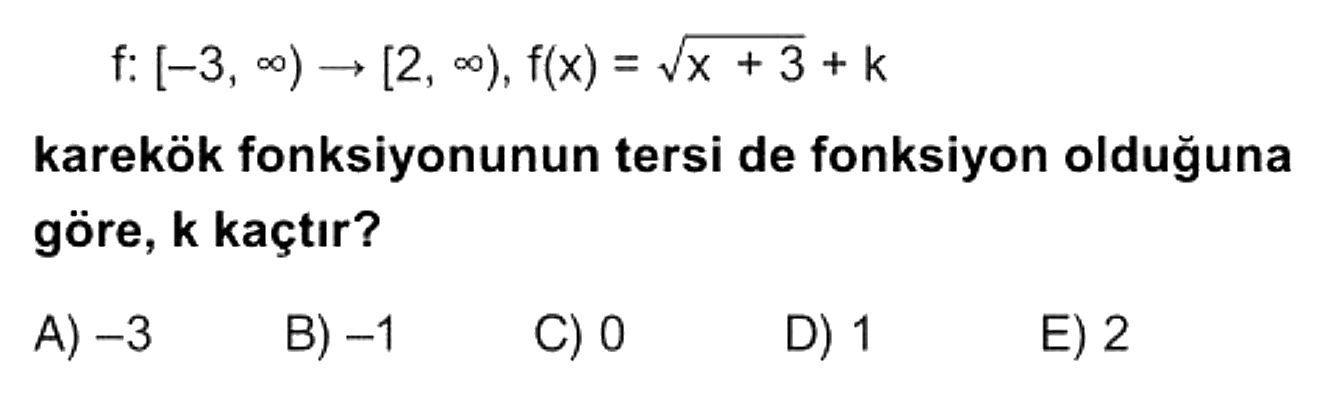 f: [–3, ∞) → [2, ∞), f(x) = √x + 3 + k
karekök fonksiyonunun tersi de fonksiyon olduğuna
göre, k kaçtır?
A) –3 B) –1 C) 0 D) 1 E) 2